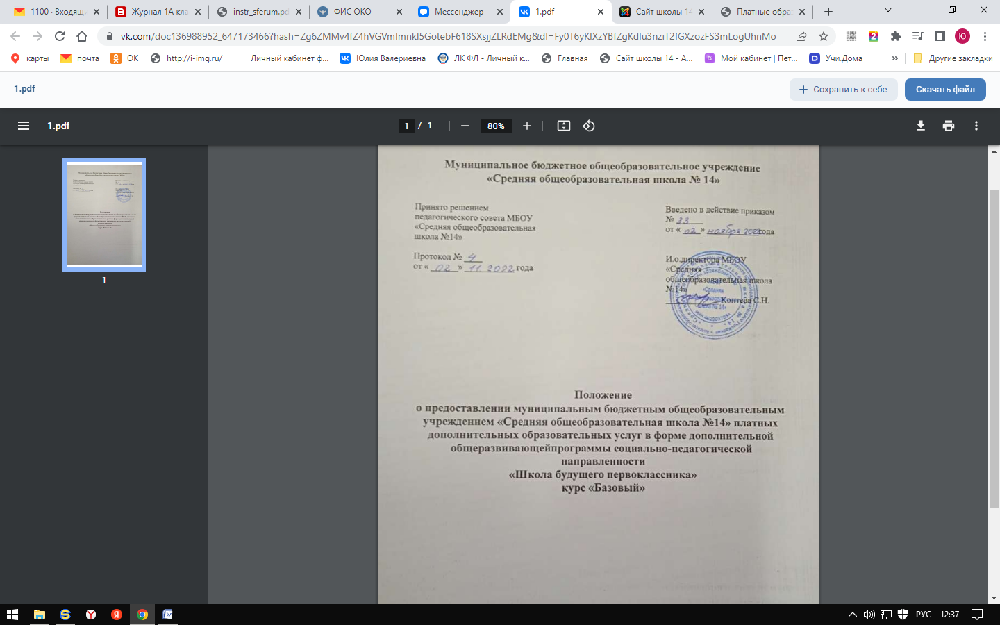 1100 · Входящи
Журнал 1А кла
instr_sferum.pd
ФИС ОКО
Мессенджер
1.pdf
Сайт школы 14
Платные обра
vk.com/doc136988952_647173466?hash=Zg6ZMMv4fZ4hVGVmImnkI5GotebF618SXsjjZLRdEMg&dl=Fy0T6yKIXzYBfZgKdIu3nziT2fGXzozFS3mLogUhnMo
Ю
карты
почта
ОК
http://i-img.ru/
Личный кабинет ф...
Юлия Валериевна
ЛК ФЛ - Личный к...
Главная
Сайт школы 14 - А...
Мой кабинет | Пет...
Учи.Дома
»
Другие закладки
1.pdf
Сохранить к себе
Скачать файл
1.pdf
1 / 1
80%
1
Муниципальное бюджетное общеобразовательное учреждение
«Средняя общеобразовательная школа № 14»
Принято решением
педагогического совета МБОУ
«Средняя общеобразовательная
школа №14»
Протокол № 4
от « 02 » 11.2022 года
Введено в действие приказом
№ 33
от « 02 » ноября 2022 года
И.о.директора МБОУ
«Средняя
общеобразовательная школа
№14»
Контева С.Н.
Положение
о предоставлении муниципальным бюджетным общеобразовательным
учреждением «Средняя общеобразовательная школа №14» платных
дополнительных образовательных услуг в форме дополнительной
общеразвивающейпрограммы социально-педагогической
направленности
«Школа будущего первоклассника»
курс «Базовый»
РУС
12:37